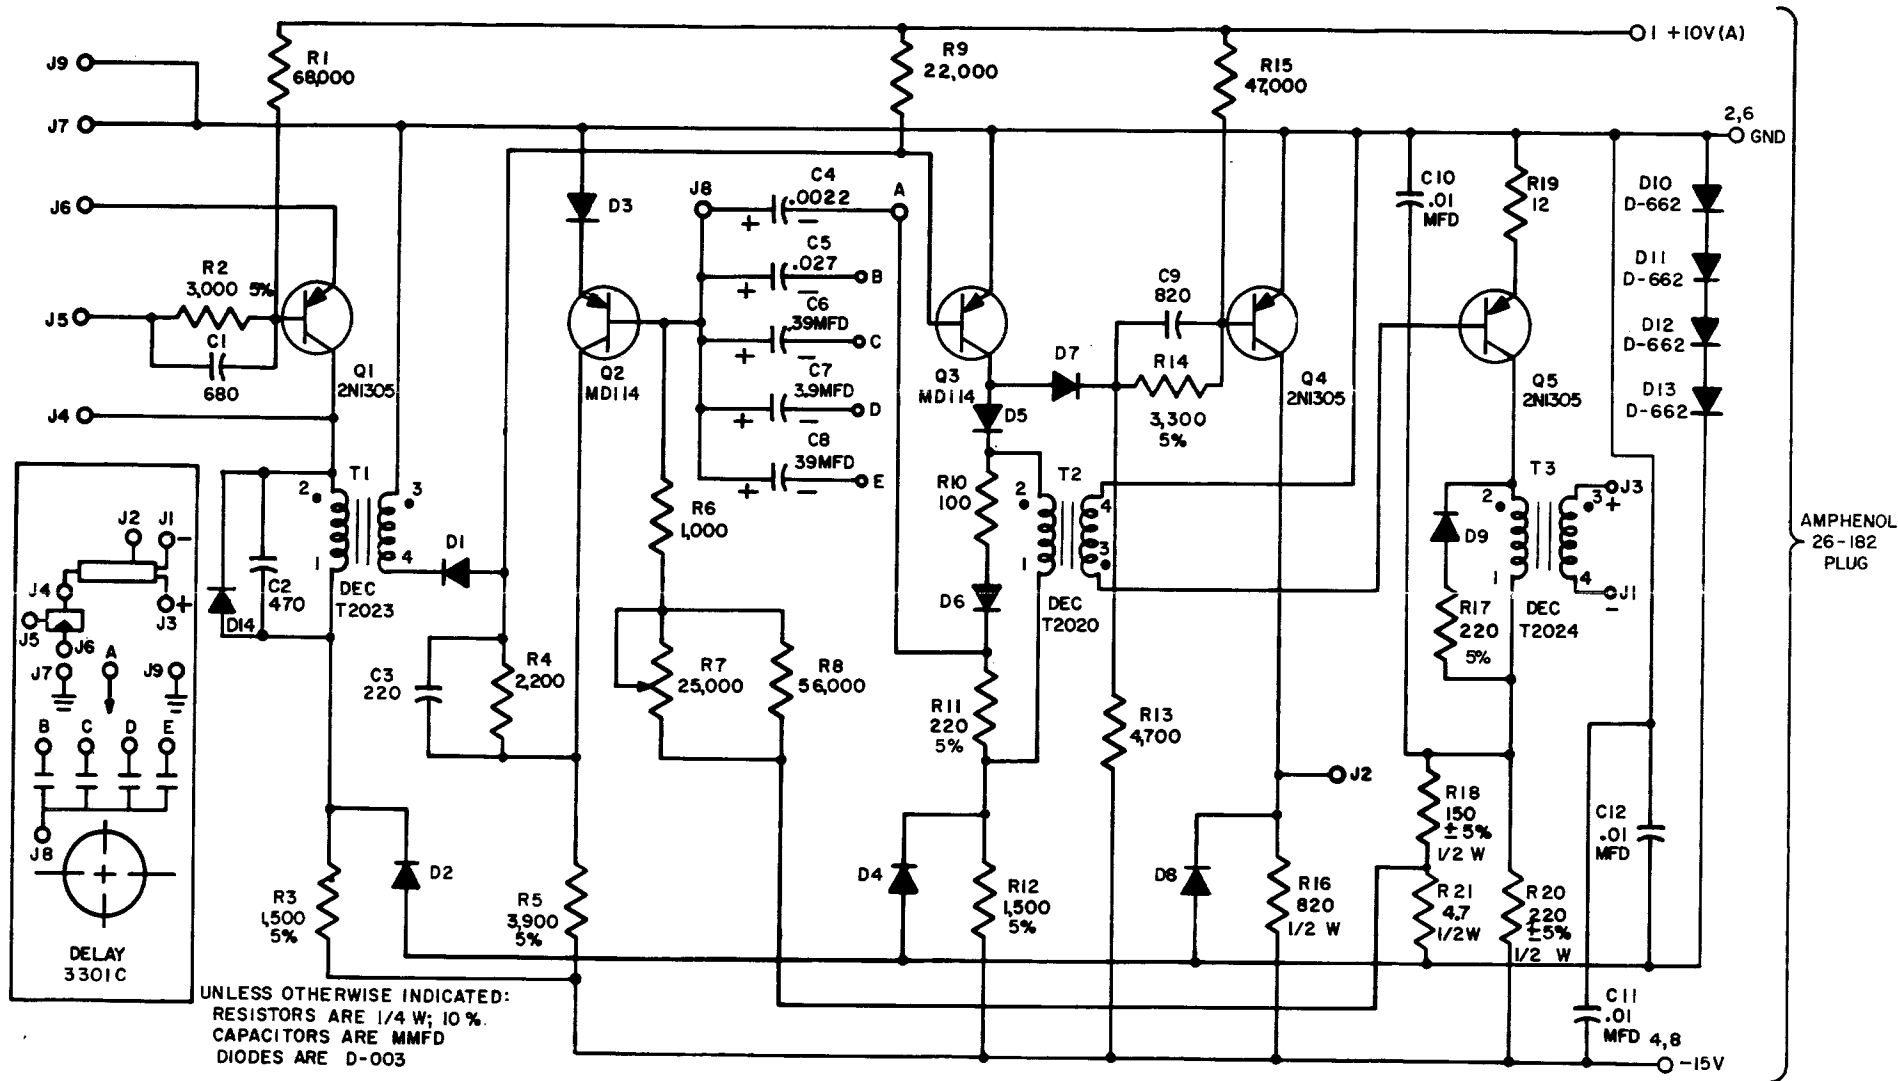 1 +10V(A)
J9
R1
68,000
R9
22,000
R15
47,000
J7
2,6
GND
J6
D3
J8
C4
.0022
A
C10
.01
MFD
R19
12
D10
D-662
R2
3,000 5%
C5
.027
B
D11
D-662
J5
C1
680
Q1
2N1305
C6
.39MFD
C
C9
820
D12
D-662
Q2
MD114
C7
3.9MFD
D
Q3
MD114
D7
R14
3,300
5%
Q4
2N1305
Q5
2N1305
D13
D-662
J4
D5
C8
39MFD
E
T1
2
3
1
4
DEC
T2023
D1
R6
1,000
R10
100
T2
2
4
1
3
DEC
T2020
D6
D9
T3
2
3
1
4
DEC
T2024
J3
+
J1
-
R17
220
5%
AMPHENOL
26-182
PLUG
C2
470
D14
C3
220
R4
2,200
R7
25,000
R8
56,000
R11
220
5%
R13
4,700
J2
R18
150
±5%
1/2 W
C12
.01
MFD
D2
R3
1,500
5%
R5
3,900
5%
D4
R12
1,500
5%
D8
R16
820
1/2 W
R21
4.7
1/2W
R20
220
±5%
1/2 W
C11
.01
MFD
4,8
-15V
J2
J1
-
J4
+
J3
J5
J6
J7
A
J9
B
C
D
E
J8
DELAY
3301C
UNLESS OTHERWISE INDICATED:
RESISTORS ARE 1/4 W; 10%.
CAPACITORS ARE MMFD
DIODES ARE D-003